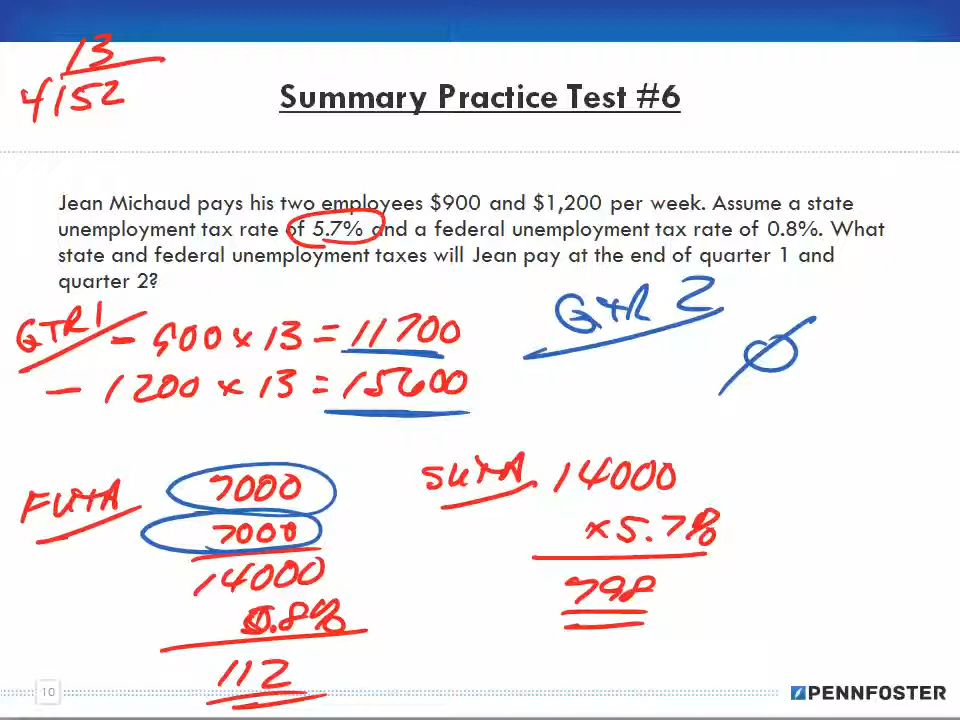 13
4152
Summary Practice Test #6
Jean Michaud pays his two employees $900 and $1,200 per week. Assume a state
unemployment tax rate of 5.7% and a federal unemployment tax rate of 0.8%. What
state and federal unemployment taxes will Jean pay at the end of quarter 1 and
quarter 2?
QTR 1 - 900 x 13 = 11700
- 1200 x 13 = 15600
QTR 2
Ø
FUTA 7000
7000
14000
0.8%
112
SUTA 14000
x 5.7%
798
10
PENNFOSTER